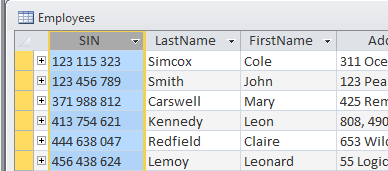 Employees
SIN LastName FirstName Add
123 115 323 Simcox Cole 311 Oce
123 456 789 Smith John 123 Pea
371 988 812 Carswell Mary 425 Rem
413 754 621 Kennedy Leon 808, 490
444 638 047 Redfield Claire 653 Wild
456 438 624 Lemoy Leonard 55 Logic